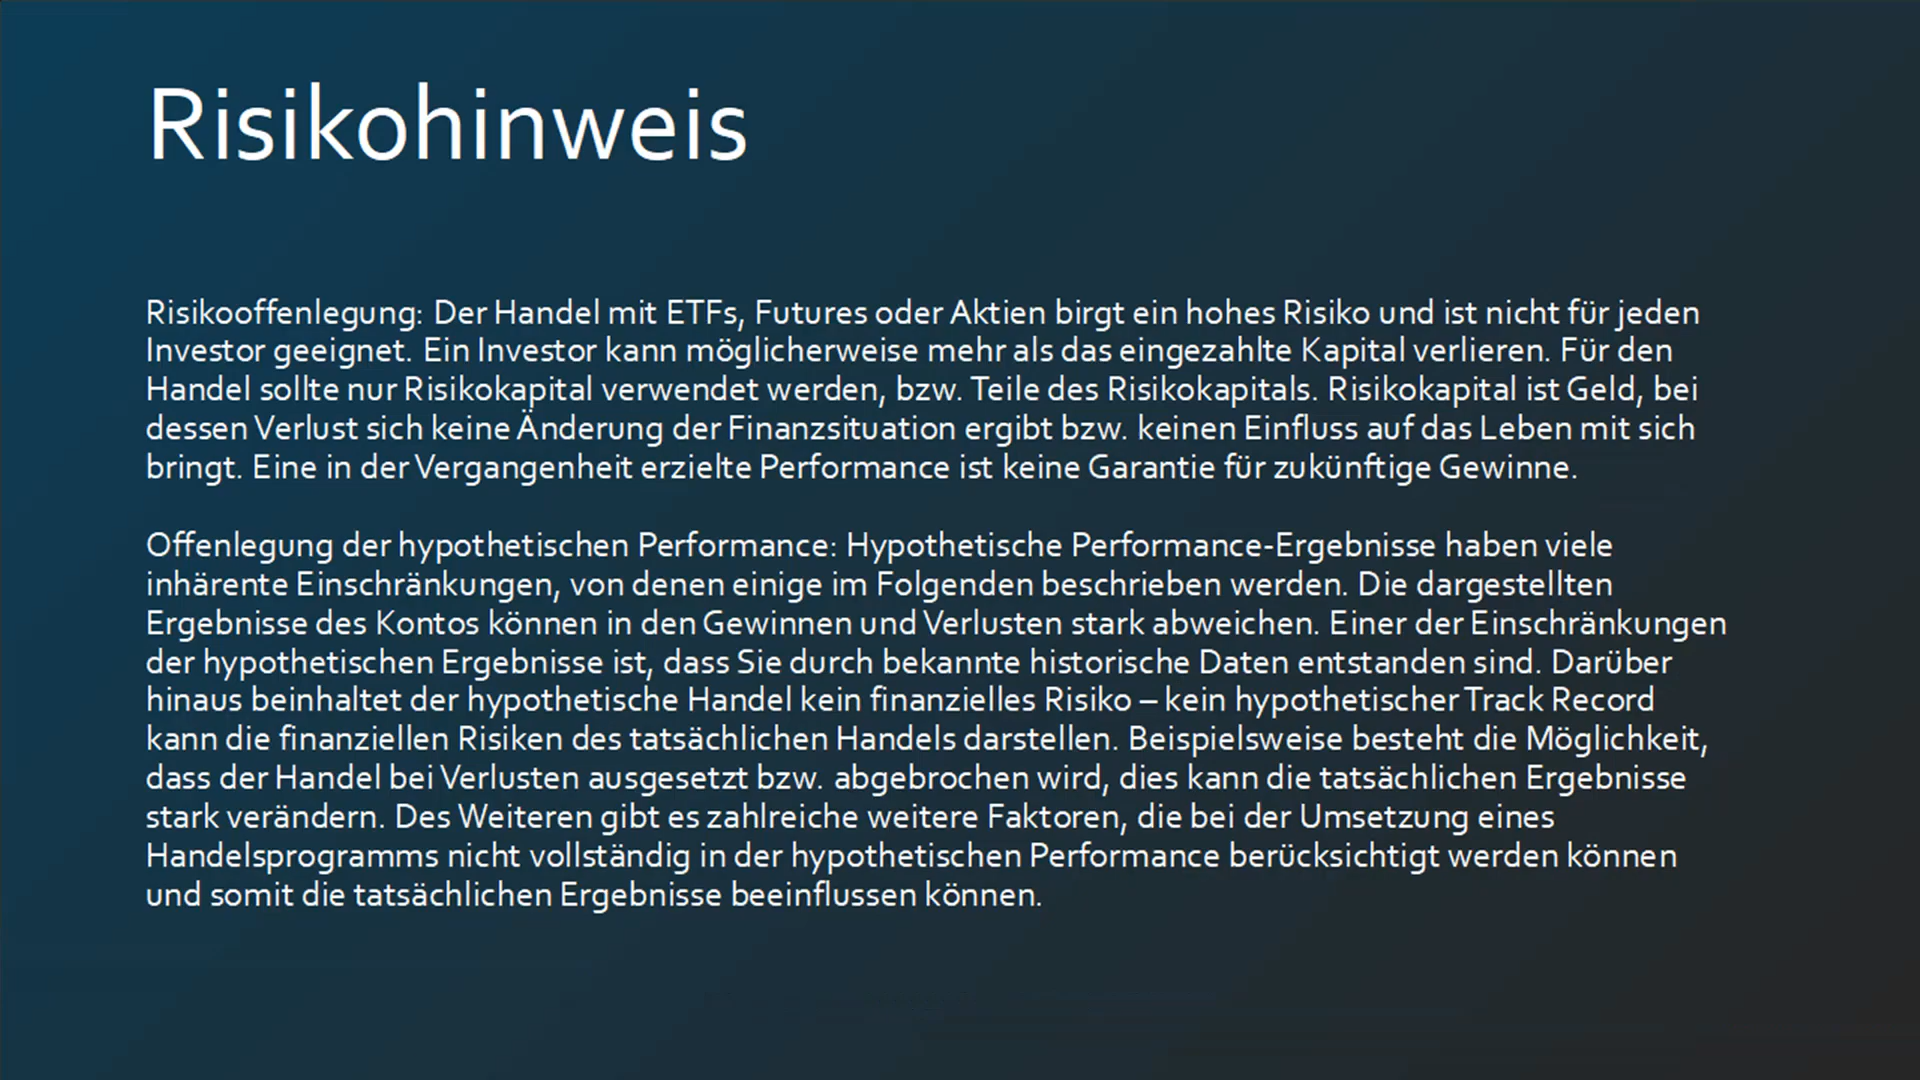 Risikohinweis
Risikooffenlegung: Der Handel mit ETFs, Futures oder Aktien birgt ein hohes Risiko und ist nicht für jeden
Investor geeignet. Ein Investor kann möglicherweise mehr als das eingezahlte Kapital verlieren. Für den
Handel sollte nur Risikokapital verwendet werden, bzw. Teile des Risikokapitals. Risikokapital ist Geld, bei
dessen Verlust sich keine Änderung der Finanzsituation ergibt bzw. keinen Einfluss auf das Leben mit sich
bringt. Eine in der Vergangenheit erzielte Performance ist keine Garantie für zukünftige Gewinne.
Offenlegung der hypothetischen Performance: Hypothetische Performance-Ergebnisse haben viele
inhärente Einschränkungen, von denen einige im Folgenden beschrieben werden. Die dargestellten
Ergebnisse des Kontos können in den Gewinnen und Verlusten stark abweichen. Einer der Einschränkungen
der hypothetischen Ergebnisse ist, dass Sie durch bekannte historische Daten entstanden sind. Darüber
hinaus beinhaltet der hypothetische Handel kein finanzielles Risiko – kein hypothetischer Track Record
kann die finanziellen Risiken des tatsächlichen Handels darstellen. Beispielsweise besteht die Möglichkeit,
dass der Handel bei Verlusten ausgesetzt bzw. abgebrochen wird, dies kann die tatsächlichen Ergebnisse
stark verändern. Des Weiteren gibt es zahlreiche weitere Faktoren, die bei der Umsetzung eines
Handelsprogramms nicht vollständig in der hypothetischen Performance berücksichtigt werden können
und somit die tatsächlichen Ergebnisse beeinflussen können.